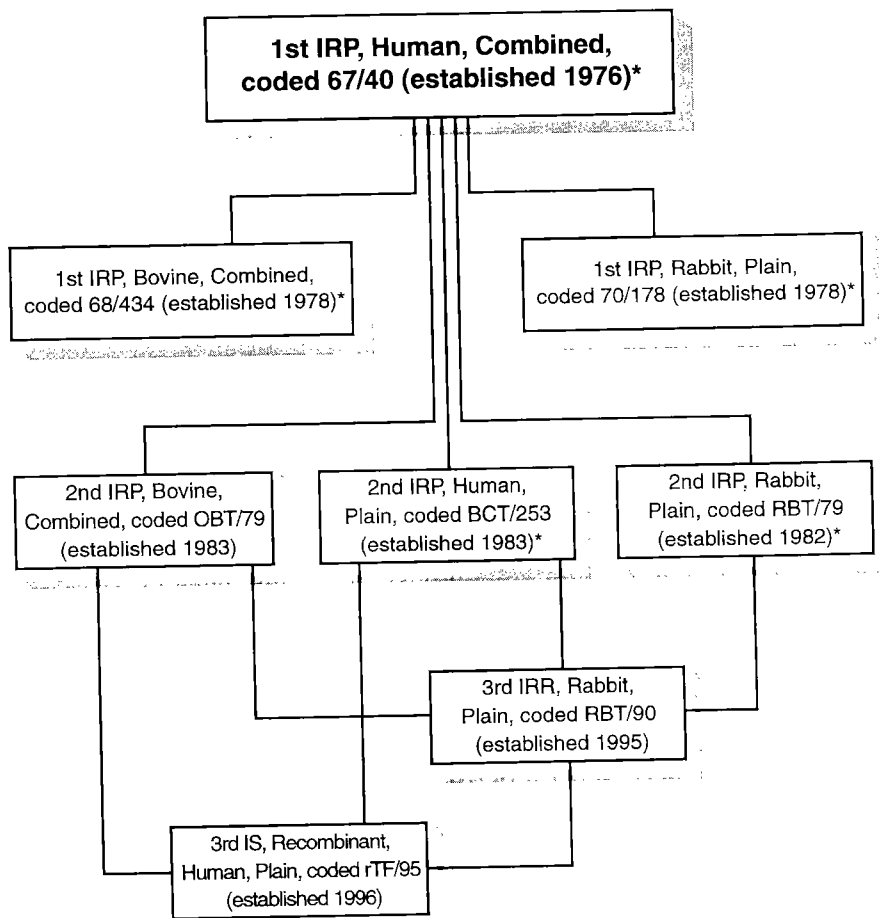 1st IRP, Human, Combined,
coded 67/40 (established 1976)*
1st IRP, Bovine, Combined,
coded 68/434 (established 1978)*
1st IRP, Rabbit, Plain,
coded 70/178 (established 1978)*
2nd IRP, Bovine,
Combined, coded OBT/79
(established 1983)
2nd IRP, Human,
Plain, coded BCT/253
(established 1983)*
2nd IRP, Rabbit,
Plain, coded RBT/79
(established 1982)*
3rd IRR, Rabbit,
Plain, coded RBT/90
(established 1995)
3rd IS, Recombinant,
Human, Plain, coded rTF/95
(established 1996)